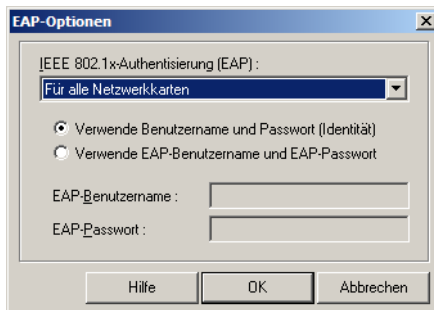 EAP-Optionen
IEEE 802.1x-Authentisierung (EAP) :
Für alle Netzwerkkarten
Verwende Benutzername und Passwort (Identität)
Verwende EAP-Benutzername und EAP-Passwort
EAP-Benutzername :
EAP-Passwort :
Hilfe OK Abbrechen